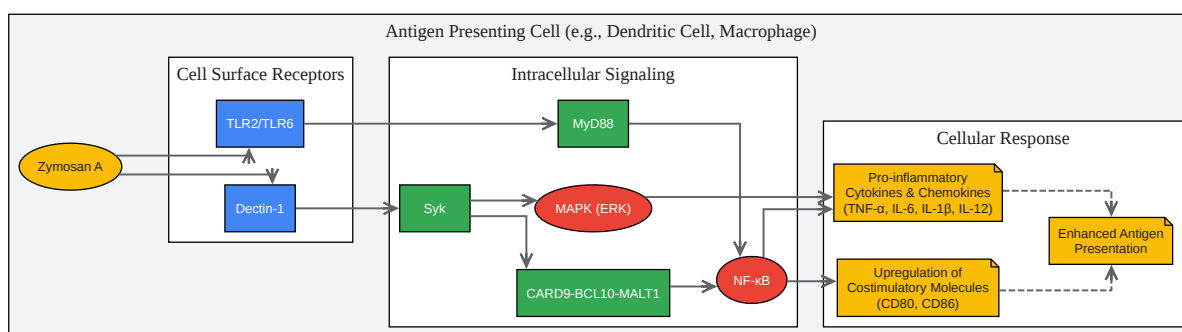 Antigen Presenting Cell (e.g., Dendritic Cell, Macrophage)
Cell Surface Receptors
Intracellular Signaling
Cellular Response
Zymosan A
TLR2/TLR6
Dectin-1
MyD88
Syk
MAPK (ERK)
CARD9-BCL10-MALT1
NF-κB
Pro-inflammatory
Cytokines & Chemokines
(TNF-α, IL-6, IL-1β, IL-12)
Upregulation of
Costimulatory Molecules
(CD80, CD86)
Enhanced Antigen
Presentation